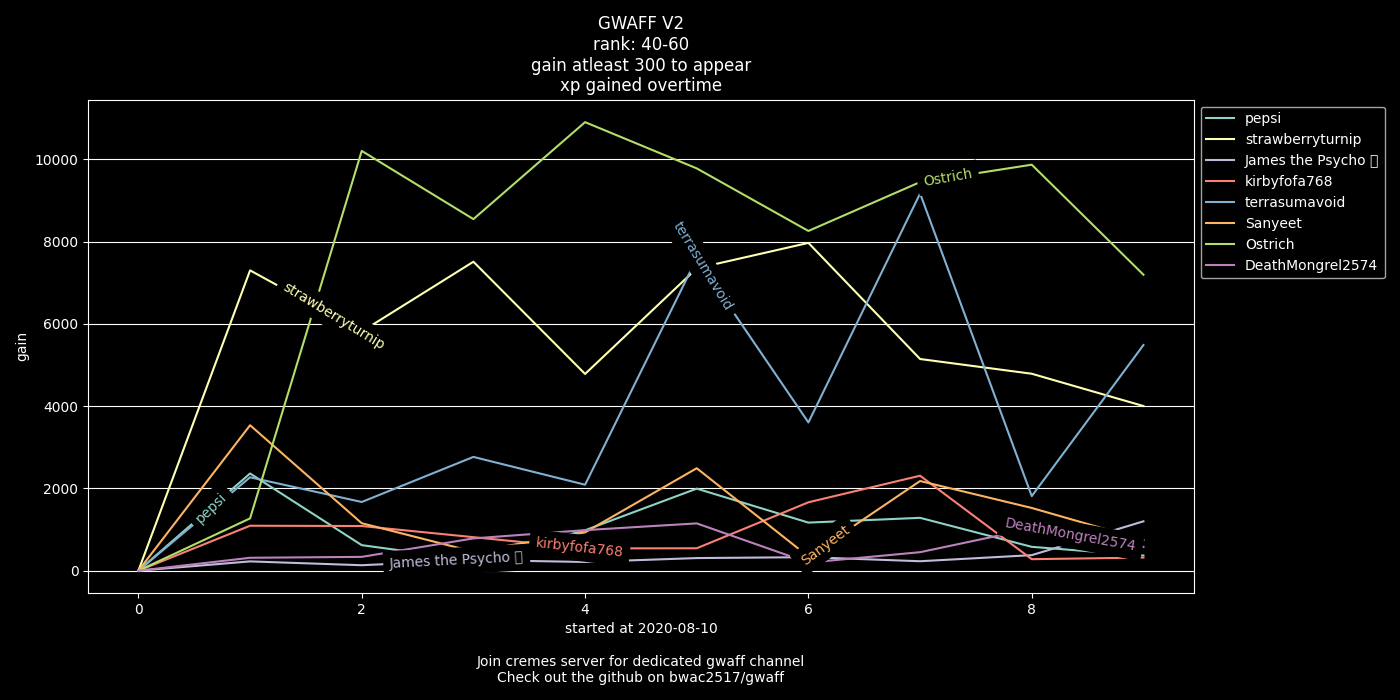 GWAFF V2
rank: 40-60
gain atleast 300 to appear
xp gained overtime
pepsi
strawberryturnip
James the Psycho
kirbyfofa768
terrasumavoid
Sanyeet
Ostrich
DeathMongrel2574
10000
8000
6000
4000
2000
0
gain
Ostrich
terrasumavoid
strawberryturnip
pepsi
DeathMongrel2574
kirbyfofa768
Sanyeet
James the Psycho
0 2 4 6 8
started at 2020-08-10
Join cremes server for dedicated gwaff channel
Check out the github on bwac2517/gwaff